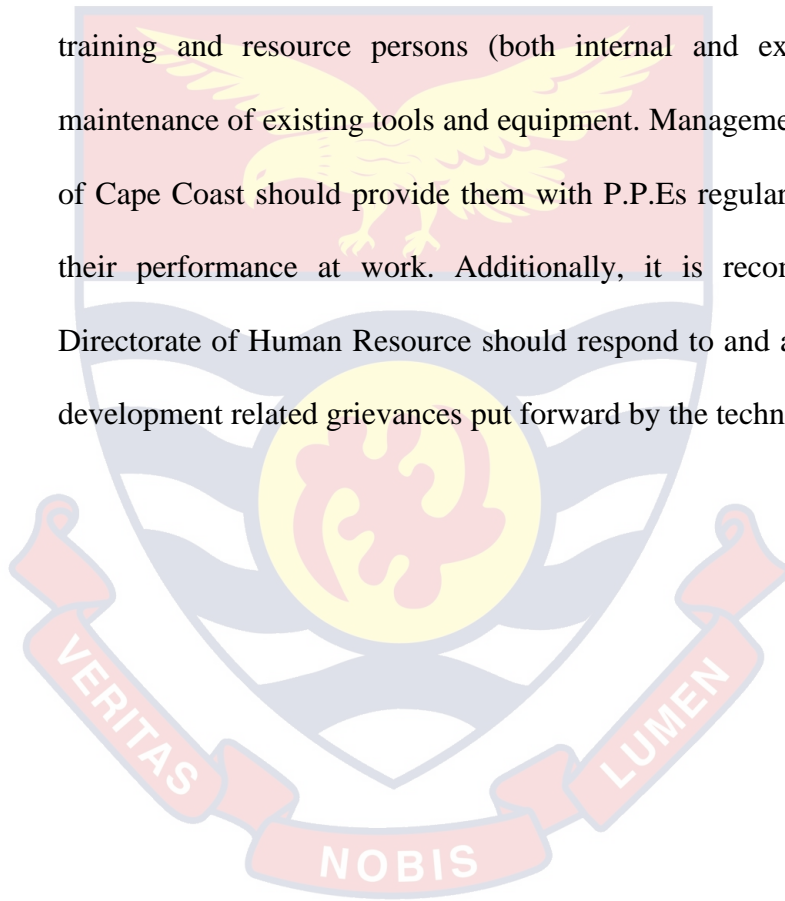 training and resource persons (both internal and ex
maintenance of existing tools and equipment. Manageme
of Cape Coast should provide them with P.P.Es regular
their performance at work. Additionally, it is recor
Directorate of Human Resource should respond to and a
development related grievances put forward by the techn
VERITAS
NOBIS
LUMEN